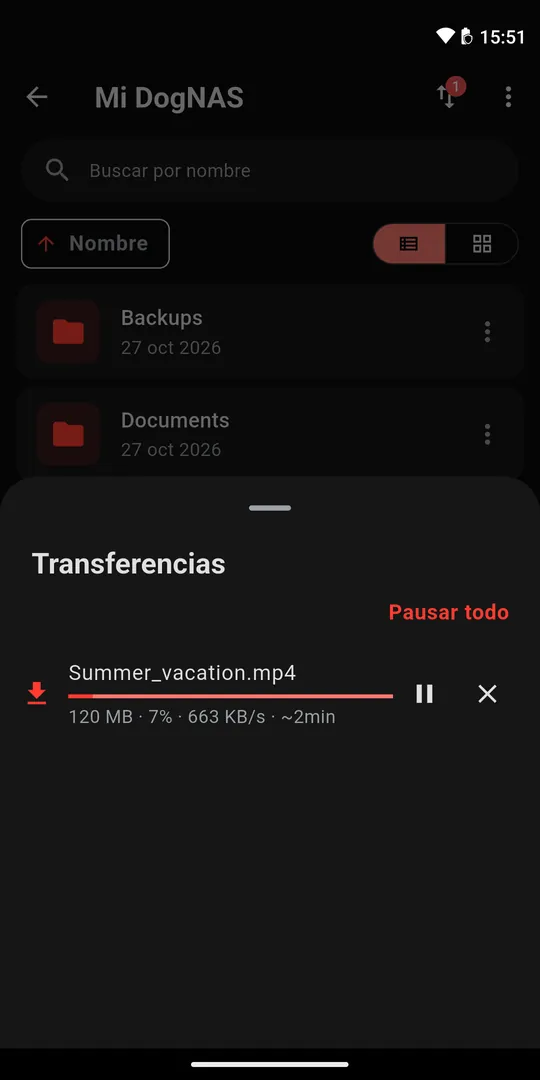 15:51
Mi DogNAS
1
Buscar por nombre
Nombre
Backups
27 oct 2026
Documents
27 oct 2026
Transferencias
Pausar todo
Summer_vacation.mp4
120 MB · 7% · 663 KB/s · ~2min